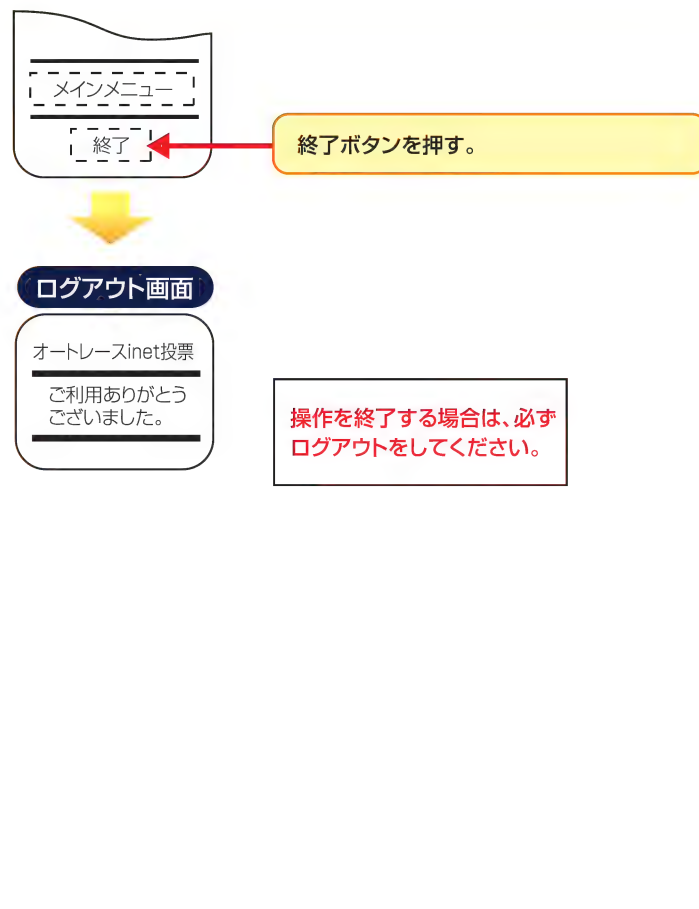 メインメニュー
終了
終了ボタンを押す。
ログアウト画面
オートレースinet投票
ご利用ありがとう
ございました。
操作を終了する場合は、必ず
ログアウトをしてください。